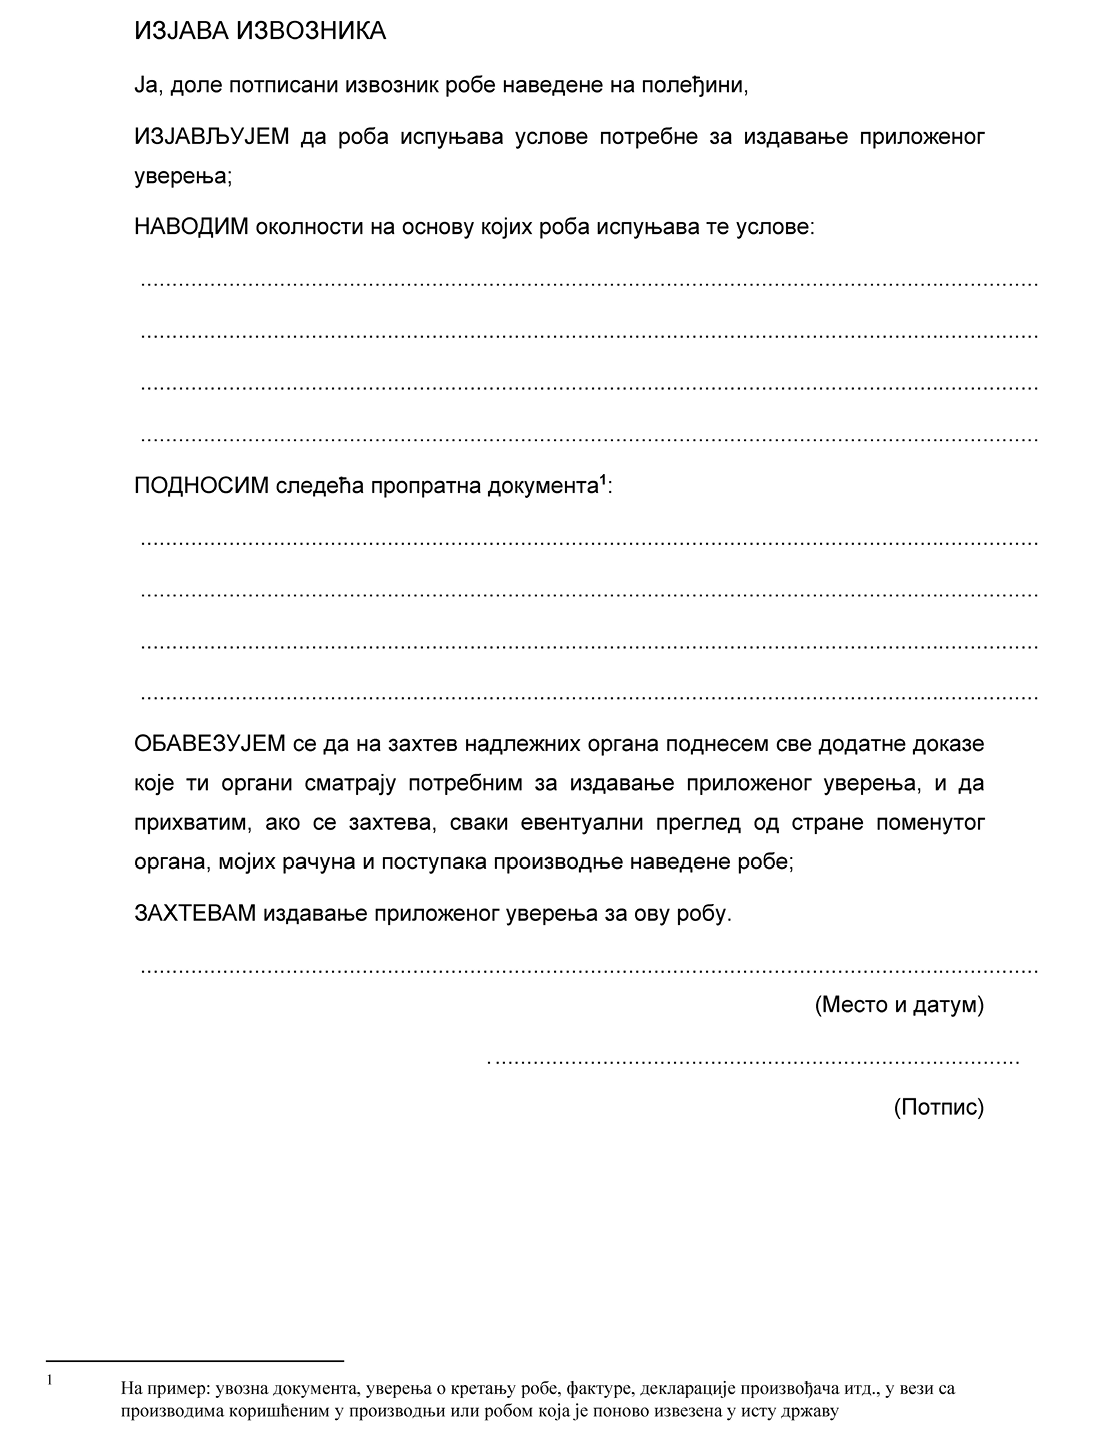 ИЗЈАВА ИЗВОЗНИКА
Ја, доле потписани извозник робе наведене на полеђини,
ИЗЈАВЉУЈЕМ да роба испуњава услове потребне за издавање приложеног
уверења;
НАВОДИМ околности на основу којих роба испуњава те услове:
................................................................................
................................................................................
................................................................................
................................................................................
ПОДНОСИМ следећа пропратна документа¹:
................................................................................
................................................................................
................................................................................
................................................................................
ОБАВЕЗУЈЕМ се да на захтев надлежних органа поднесем све додатне доказе
које ти органи сматрају потребним за издавање приложеног уверења, и да
прихватим, ако се захтева, сваки евентуални преглед од стране поменутог
органа, мојих рачуна и поступака производње наведене робе;
ЗАХТЕВАМ издавање приложеног уверења за ову робу.
................................................................................
(Место и датум)
................................................................................
(Потпис)
1 На пример: увозна документа, уверења о кретању робе, фактуре, декларације произвођача итд., у вези са
производима коришћеним у производњи или робом која је поново извезена у исту државу